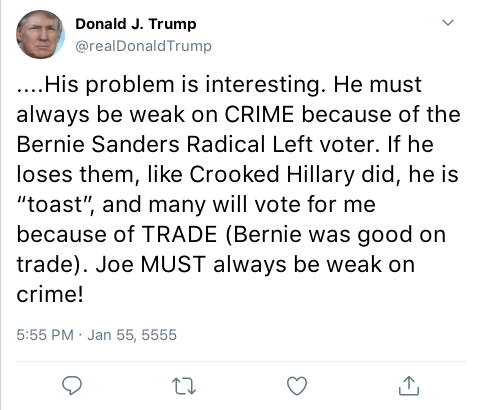 Donald J. Trump
@realDonaldTrump
....His problem is interesting. He must
always be weak on CRIME because of the
Bernie Sanders Radical Left voter. If he
loses them, like Crooked Hillary did, he is
“toast”, and many will vote for me
because of TRADE (Bernie was good on
trade). Joe MUST always be weak on
crime!
5:55 PM · Jan 55, 5555